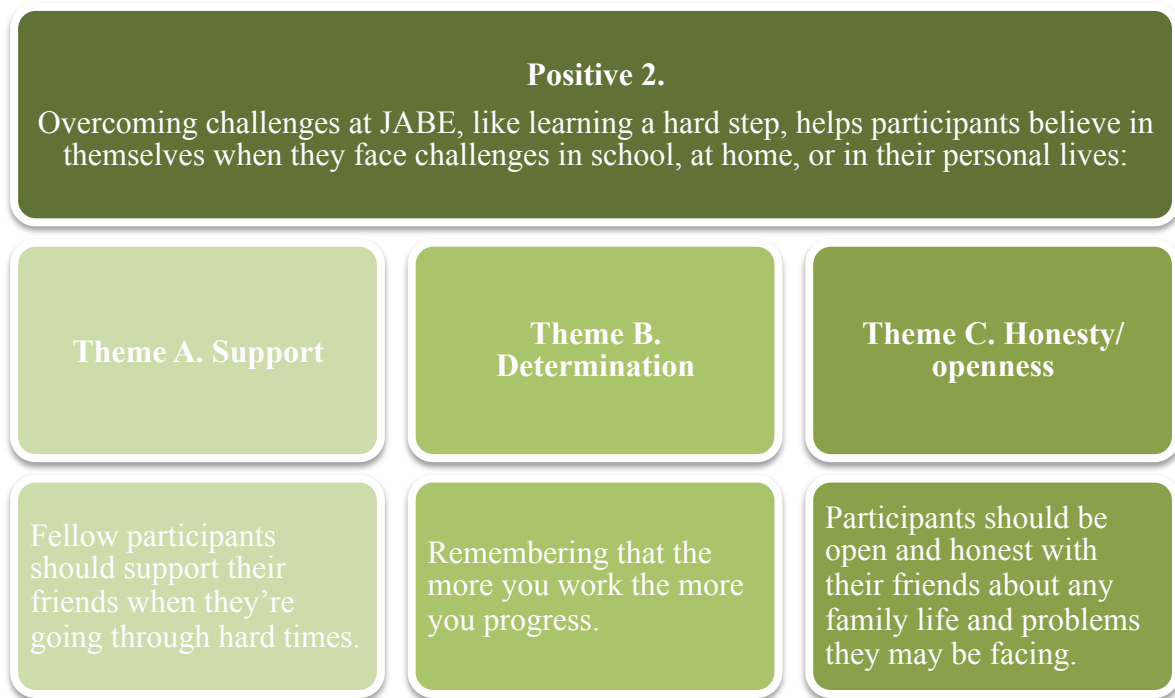 Positive 2.
Overcoming challenges at JABE, like learning a hard step, helps participants believe in
themselves when they face challenges in school, at home, or in their personal lives:
Theme A. Support
Theme B.
Determination
Theme C. Honesty/
openness
Fellow participants
should support their
friends when they’re
going through hard times.
Remembering that the
more you work the more
you progress.
Participants should be
open and honest with
their friends about any
family life and problems
they may be facing.